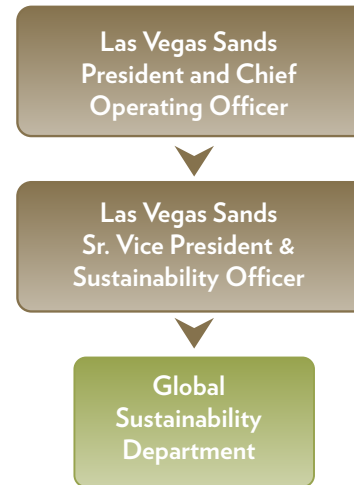 Las Vegas Sands
President and Chief
Operating Officer
Las Vegas Sands
Sr. Vice President &
Sustainability Officer
Global
Sustainability
Department